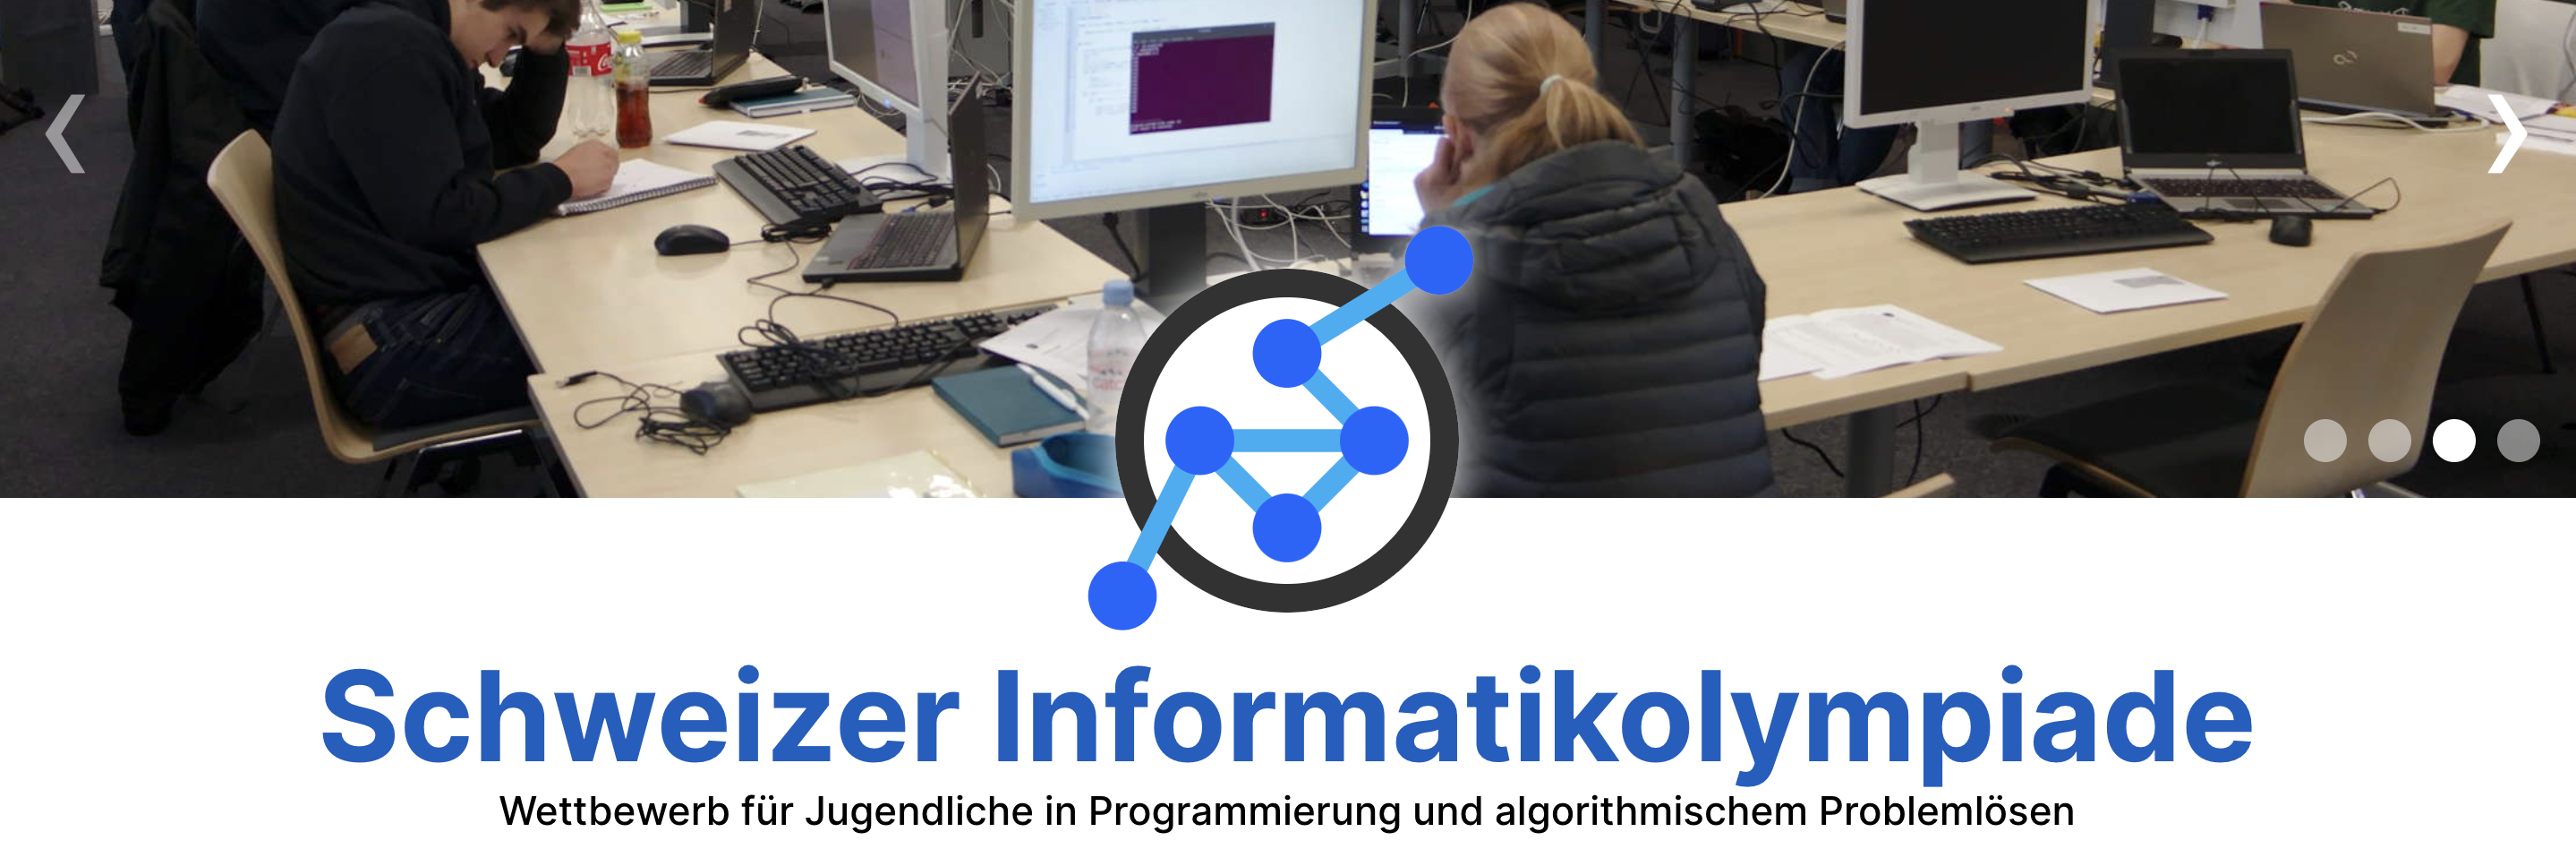 Schweizer Informatikolympiade
Wettbewerb für Jugendliche in Programmierung und algorithmischem Problemlösen